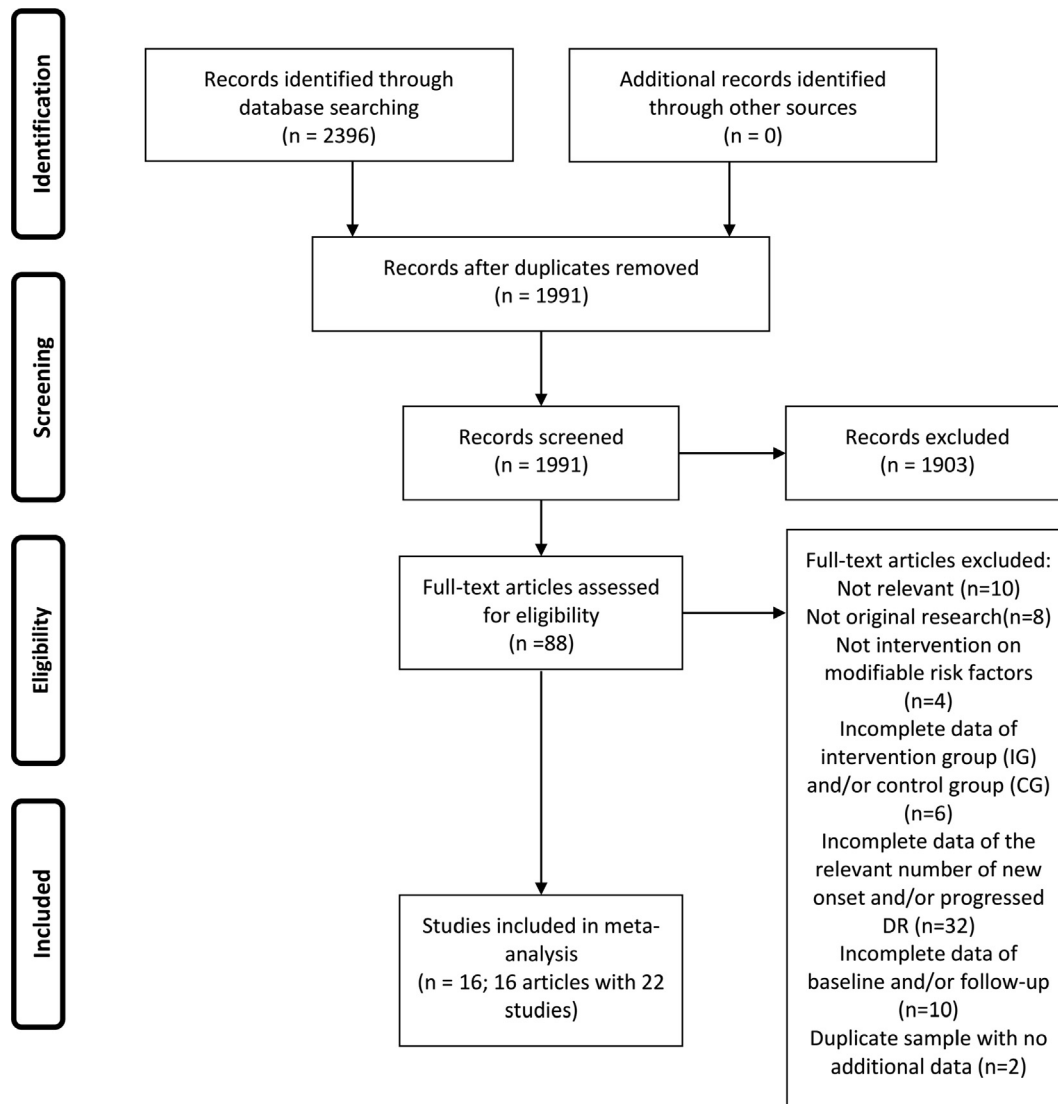 Identification
Records identified through
database searching
(n = 2396)
Additional records identified
through other sources
(n = 0)
Records after duplicates removed
(n = 1991)
Screening
Records screened
(n = 1991)
Records excluded
(n = 1903)
Eligibility
Full-text articles assessed
for eligibility
(n =88)
Full-text articles excluded:
Not relevant (n=10)
Not original research(n=8)
Not intervention on
modifiable risk factors
(n=4)
Incomplete data of
intervention group (IG)
and/or control group (CG)
(n=6)
Incomplete data of the
relevant number of new
onset and/or progressed
DR (n=32)
Incomplete data of
baseline and/or follow-up
(n=10)
Duplicate sample with no
additional data (n=2)
Included
Studies included in meta-
analysis
(n = 16; 16 articles with 22
studies)